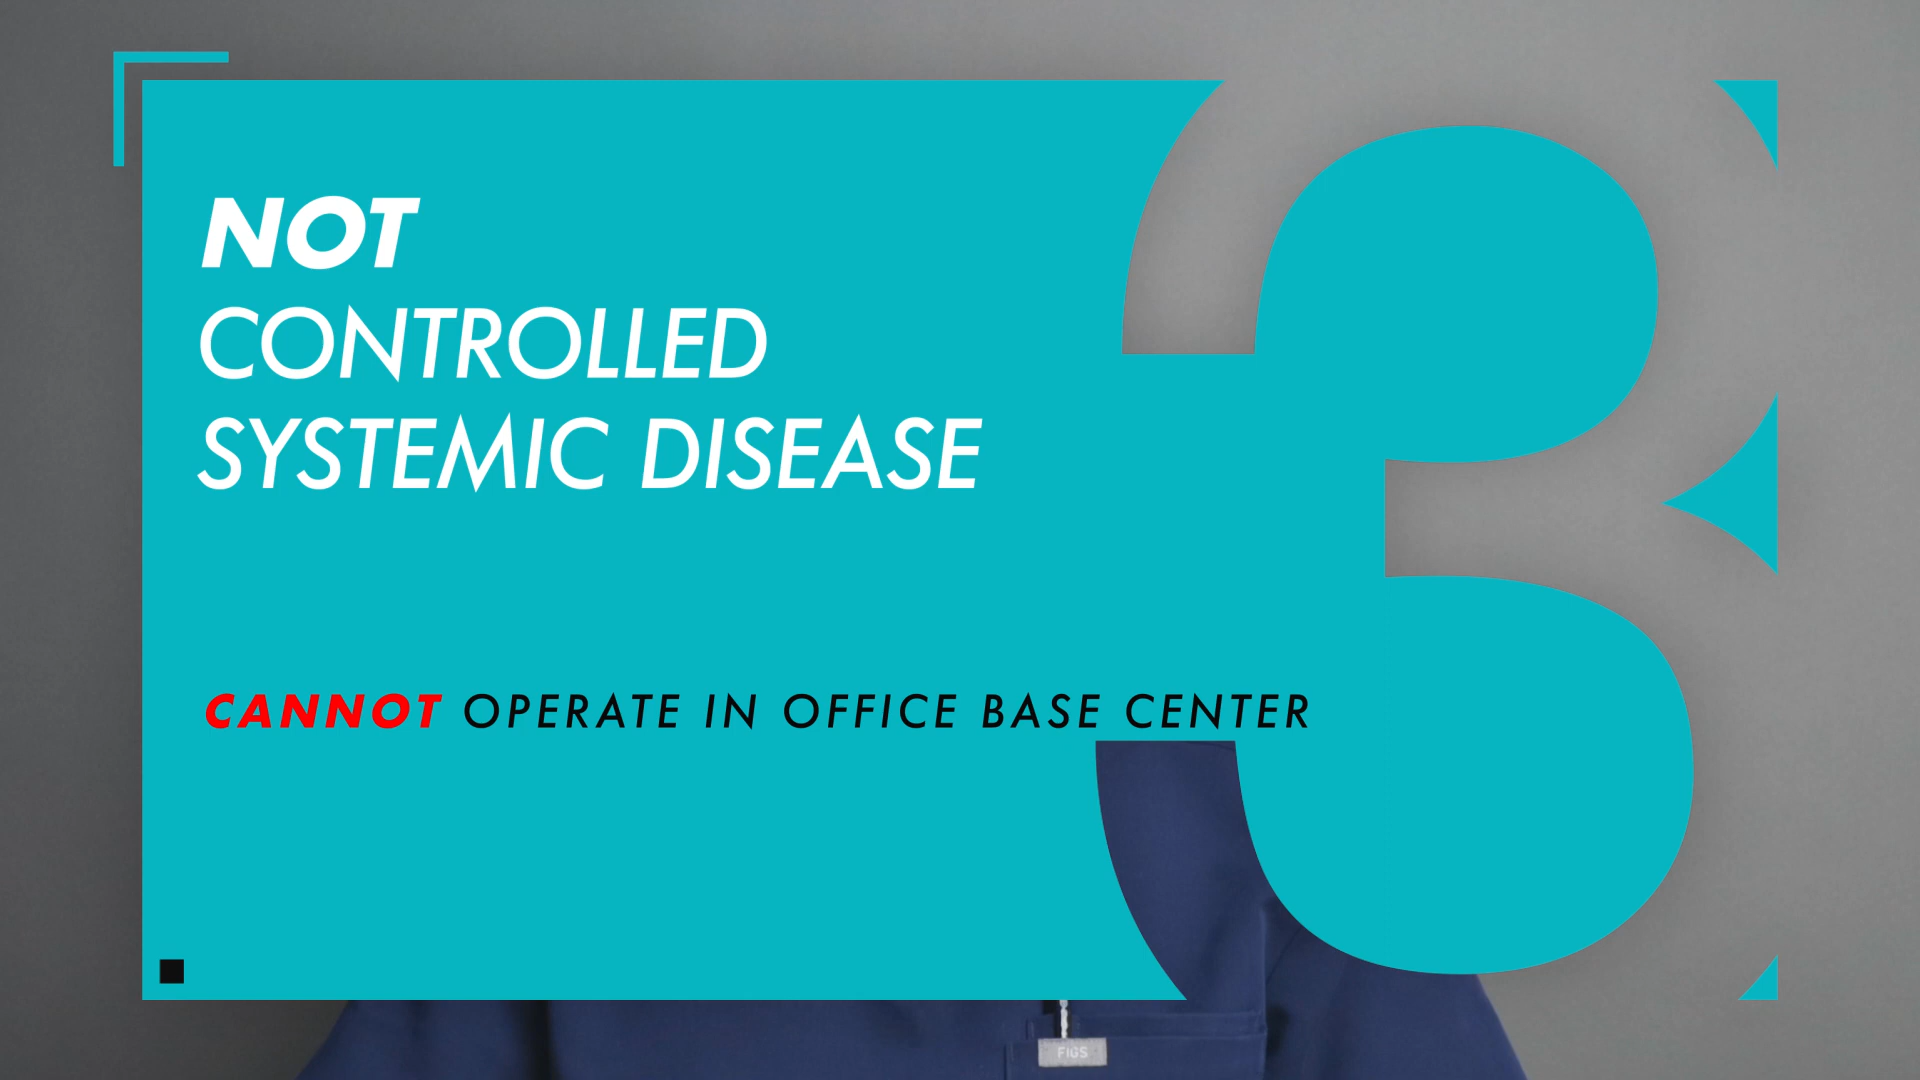 NOT
CONTROLLED
SYSTEMIC DISEASE
3
CANNOT OPERATE IN OFFICE BASE CENTER
FIGS